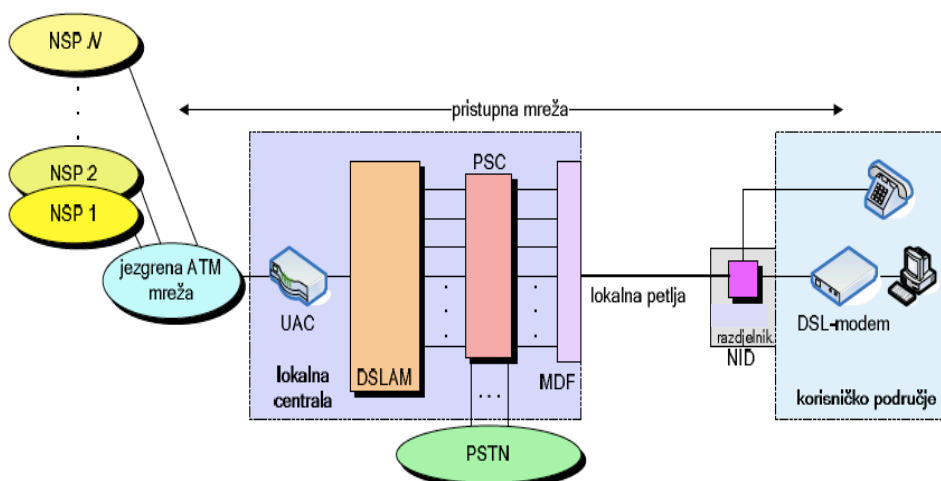 NSP N
pristupna mreža
NSP 2
NSP 1
jezgrena ATM
mreža
UAC
lokalna
centrala
DSLAM
PSC
...
MDF
PSTN
lokalna petlja
razdjelnik
NID
DSL-modem
korisničko područje